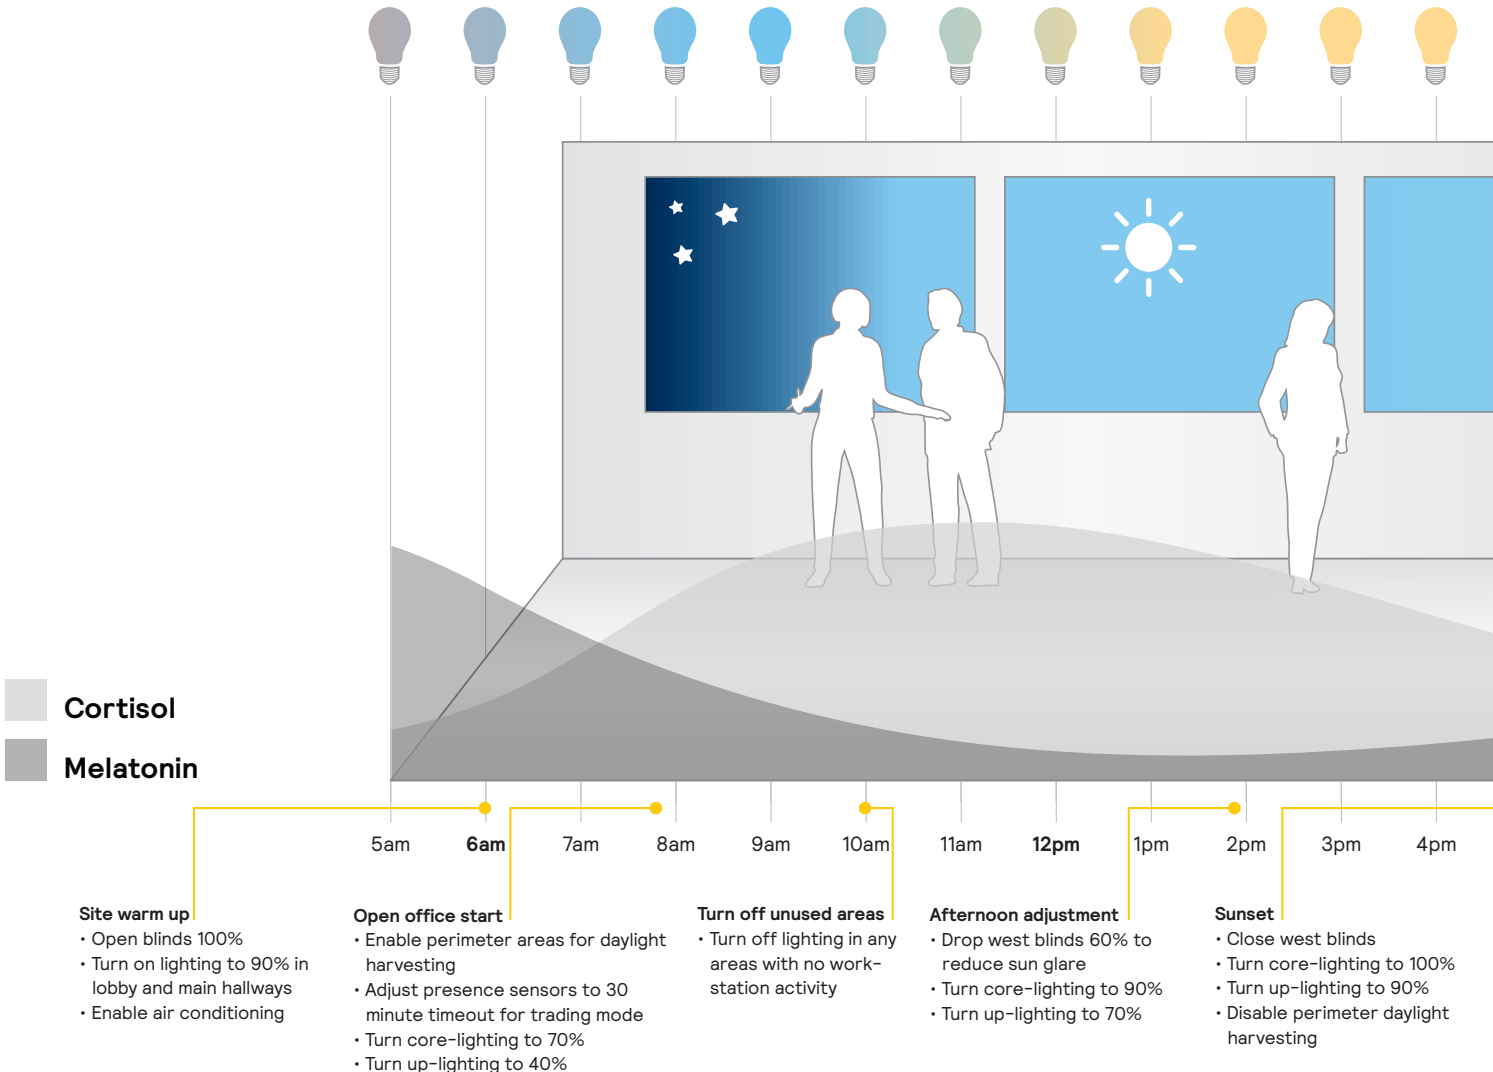 Cortisol
Melatonin
5am 6am 7am 8am 9am 10am 11am 12pm 1pm 2pm 3pm 4pm
Site warm up
• Open blinds 100%
• Turn on lighting to 90% in
lobby and main hallways
• Enable air conditioning
Open office start
• Enable perimeter areas for daylight
harvesting
• Adjust presence sensors to 30
minute timeout for trading mode
• Turn core-lighting to 70%
• Turn up-lighting to 40%
Turn off unused areas
• Turn off lighting in any
areas with no work-
station activity
Afternoon adjustment
• Drop west blinds 60% to
reduce sun glare
• Turn core-lighting to 90%
• Turn up-lighting to 70%
Sunset
• Close west blinds
• Turn core-lighting to 100%
• Turn up-lighting to 90%
• Disable perimeter daylight
harvesting